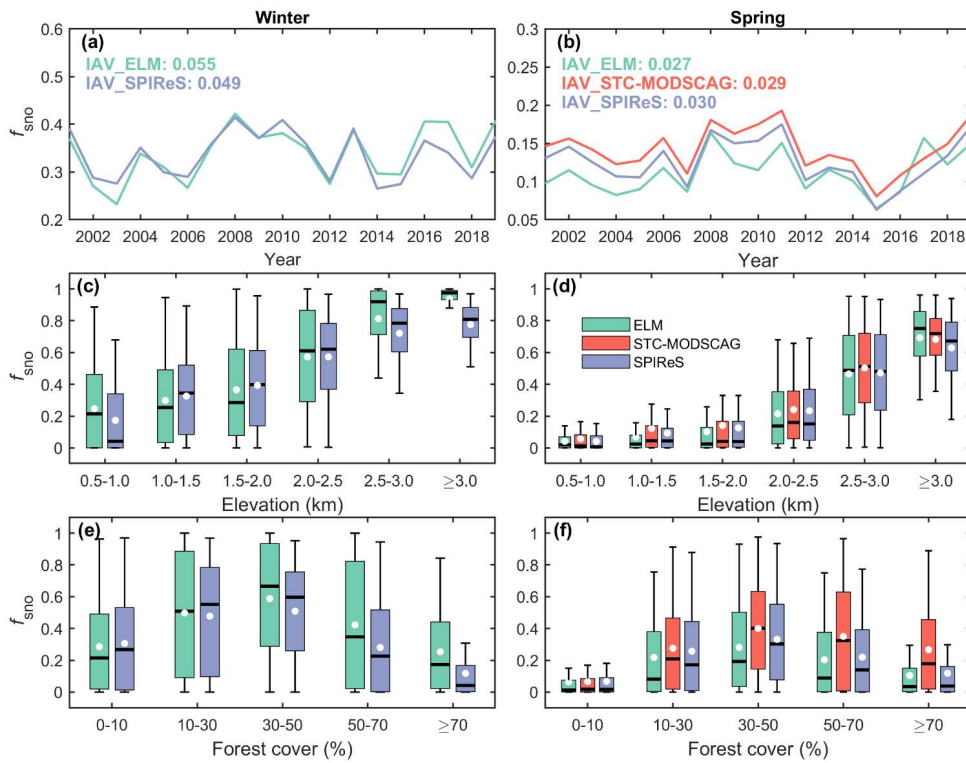 Winter
Spring
(a)
IAV_ELM: 0.055
IAV_SPIReS: 0.049
0.6
0.5
0.4
0.3
0.2
fsno
2002 2004 2006 2008 2010 2012 2014 2016 2018
Year
(b)
IAV_ELM: 0.027
IAV_STC-MODSCAG: 0.029
IAV_SPIReS: 0.030
0.3
0.25
0.2
0.15
0.1
0.05
2002 2004 2006 2008 2010 2012 2014 2016 2018
Year
(c)
1
0.8
0.6
0.4
0.2
0
fsno
0.5-1.0 1.0-1.5 1.5-2.0 2.0-2.5 2.5-3.0 ≥3.0
Elevation (km)
(d)
ELM
STC-MODSCAG
SPIReS
1
0.8
0.6
0.4
0.2
0
0.5-1.0 1.0-1.5 1.5-2.0 2.0-2.5 2.5-3.0 ≥3.0
Elevation (km)
(e)
1
0.8
0.6
0.4
0.2
0
fsno
0-10 10-30 30-50 50-70 ≥70
Forest cover (%)
(f)
1
0.8
0.6
0.4
0.2
0
0-10 10-30 30-50 50-70 ≥70
Forest cover (%)